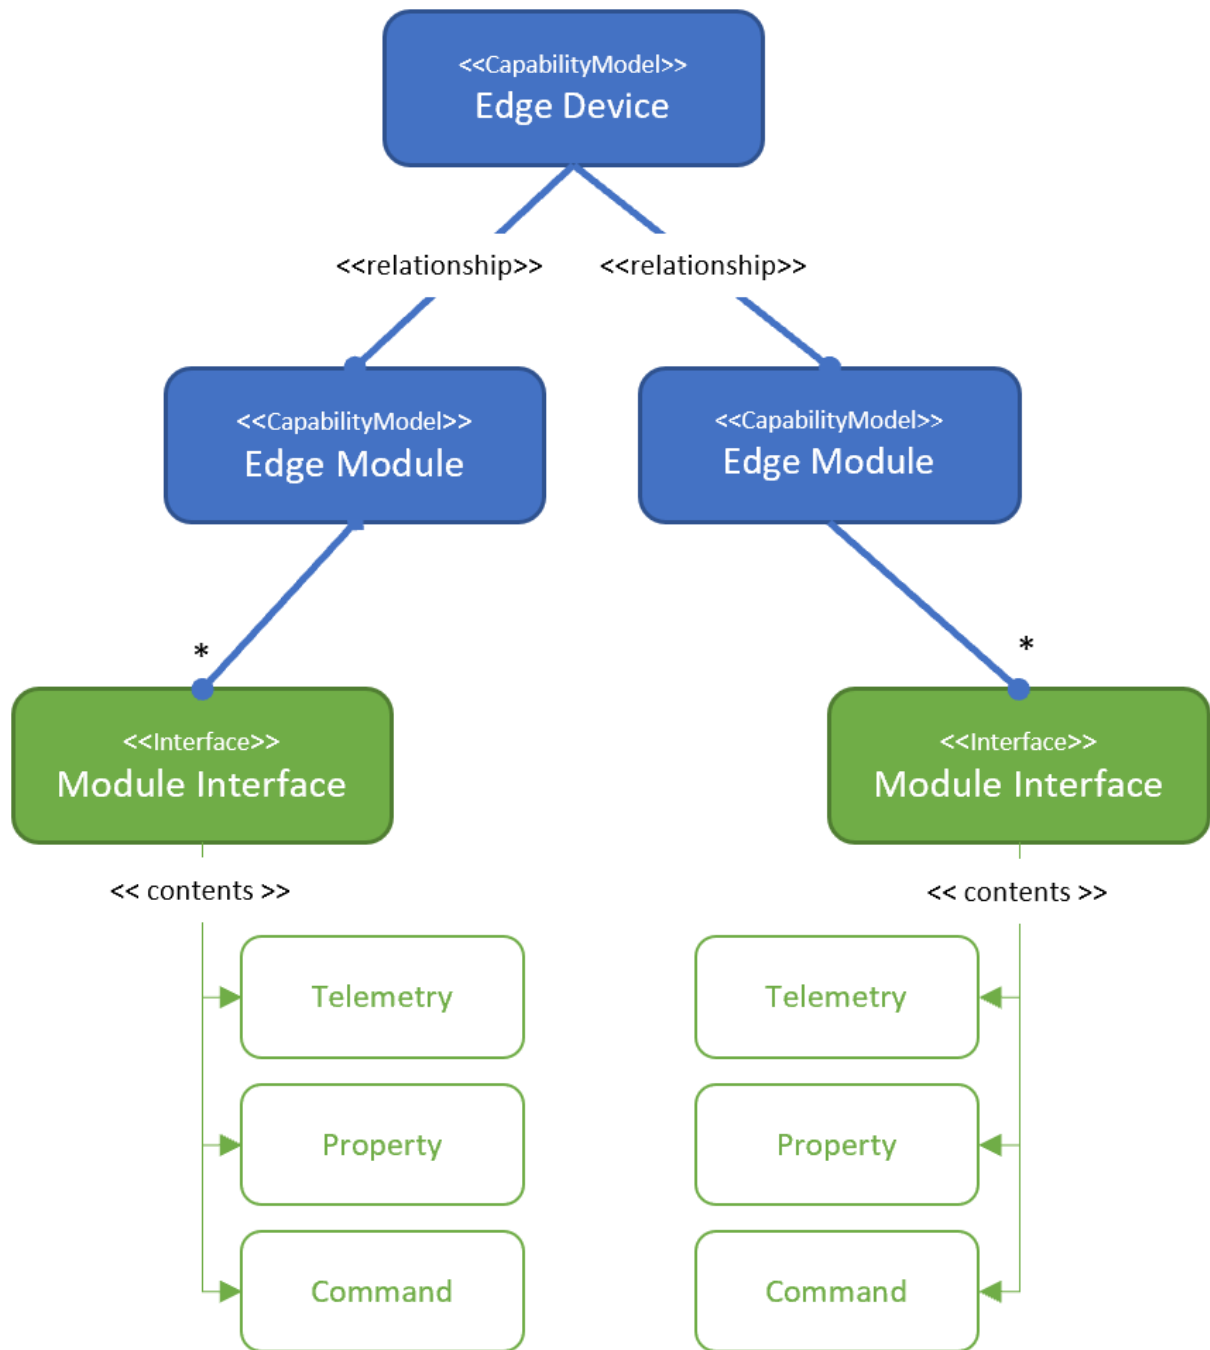 <<CapabilityModel>>
Edge Device
<<relationship>> <<relationship>>
<<CapabilityModel>>
Edge Module
<<CapabilityModel>>
Edge Module
*
*
<<Interface>>
Module Interface
<<Interface>>
Module Interface
<< contents >>
<< contents >>
Telemetry
Telemetry
Property
Property
Command
Command